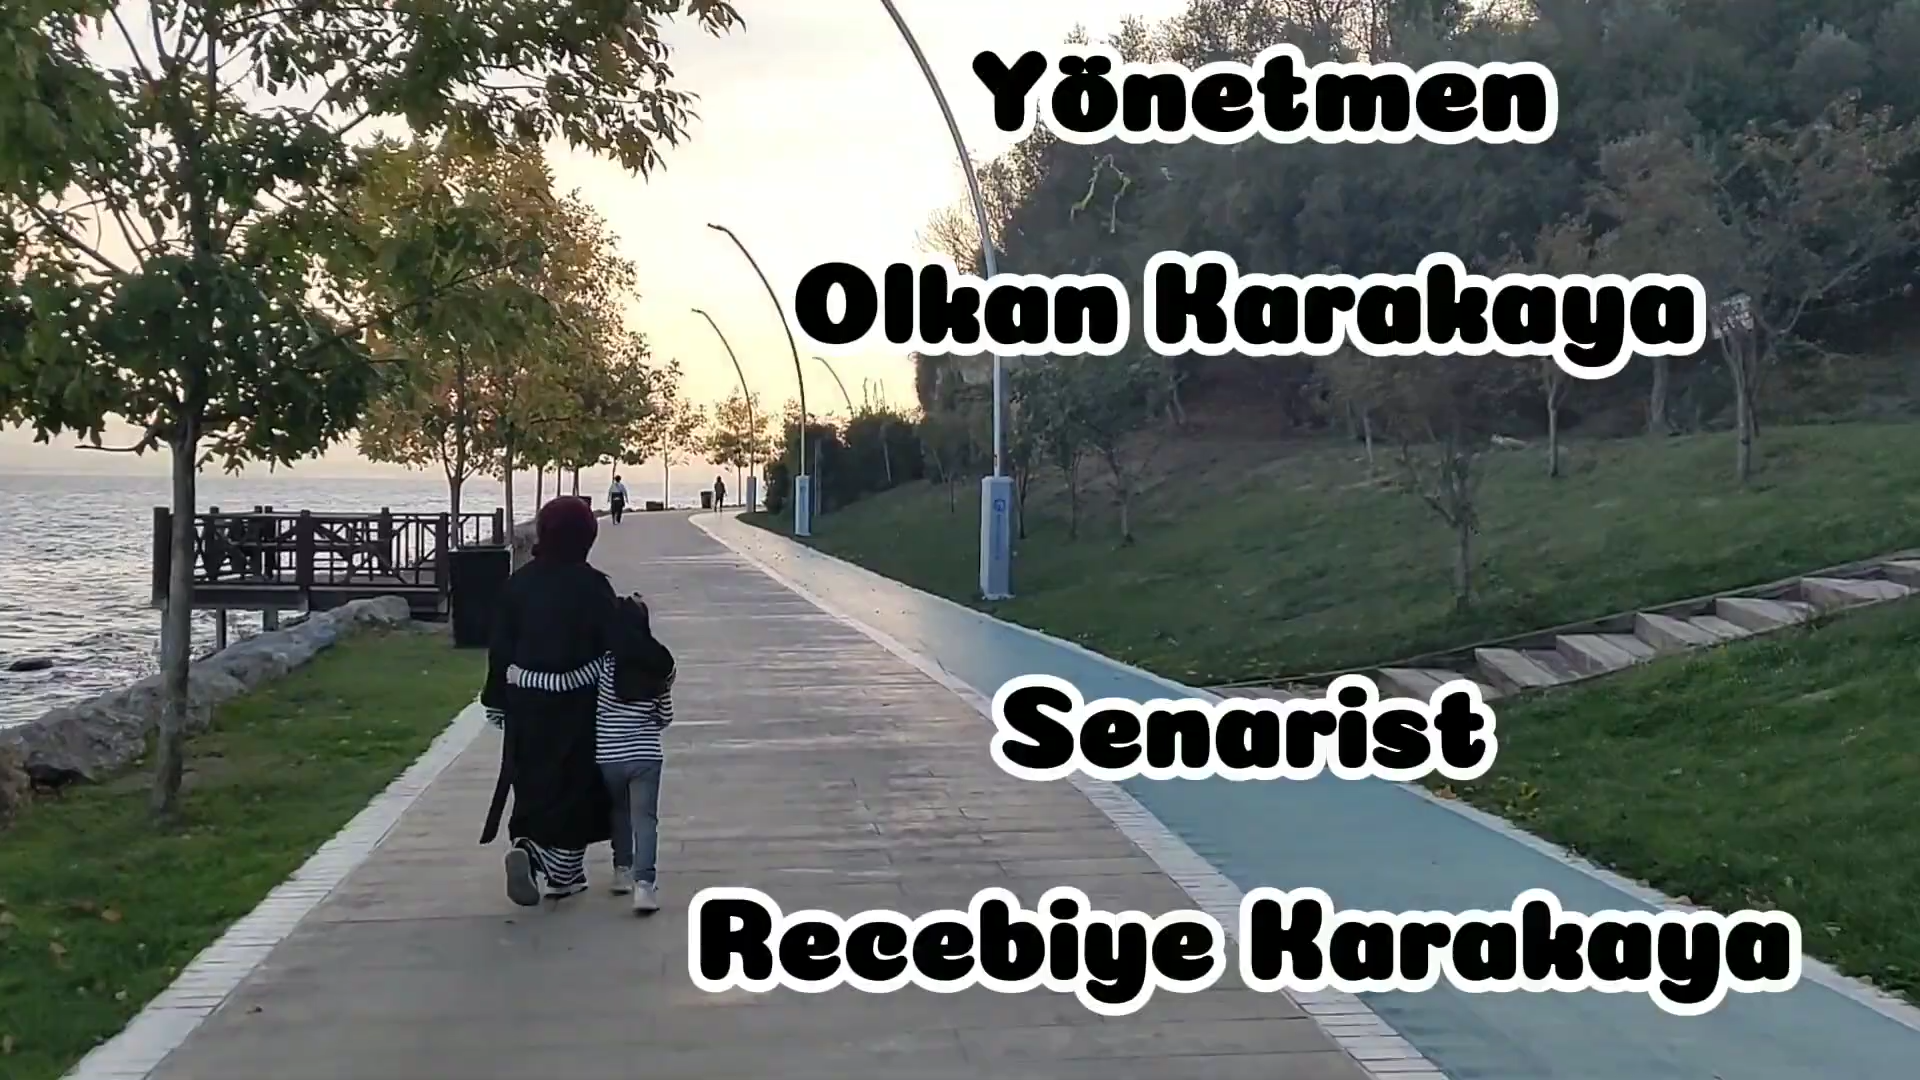 Yönetmen
Olkan Karakaya
Senarist
Recebiye Karakaya